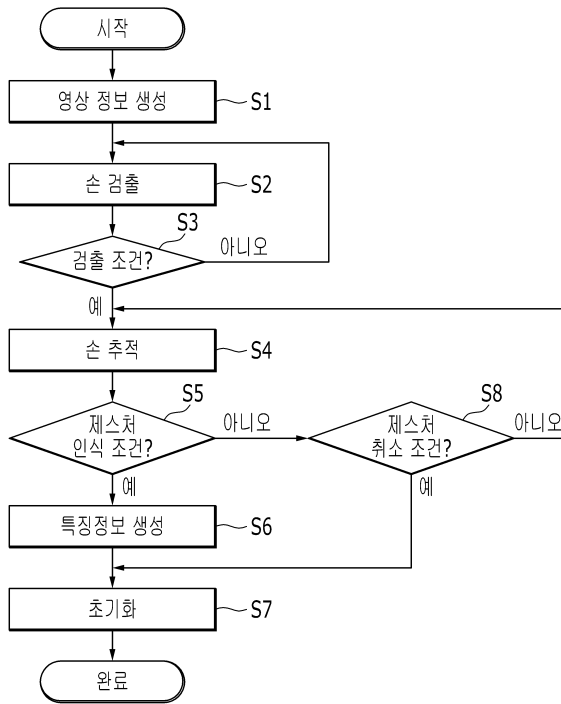 시작
영상 정보 생성
S1
손 검출
S2
S3
검출 조건?
아니오
예
손 추적
S4
S5
제스처
인식 조건?
아니오
S8
제스처
취소 조건?
아니오
예
예
특징정보 생성
S6
초기화
S7
완료